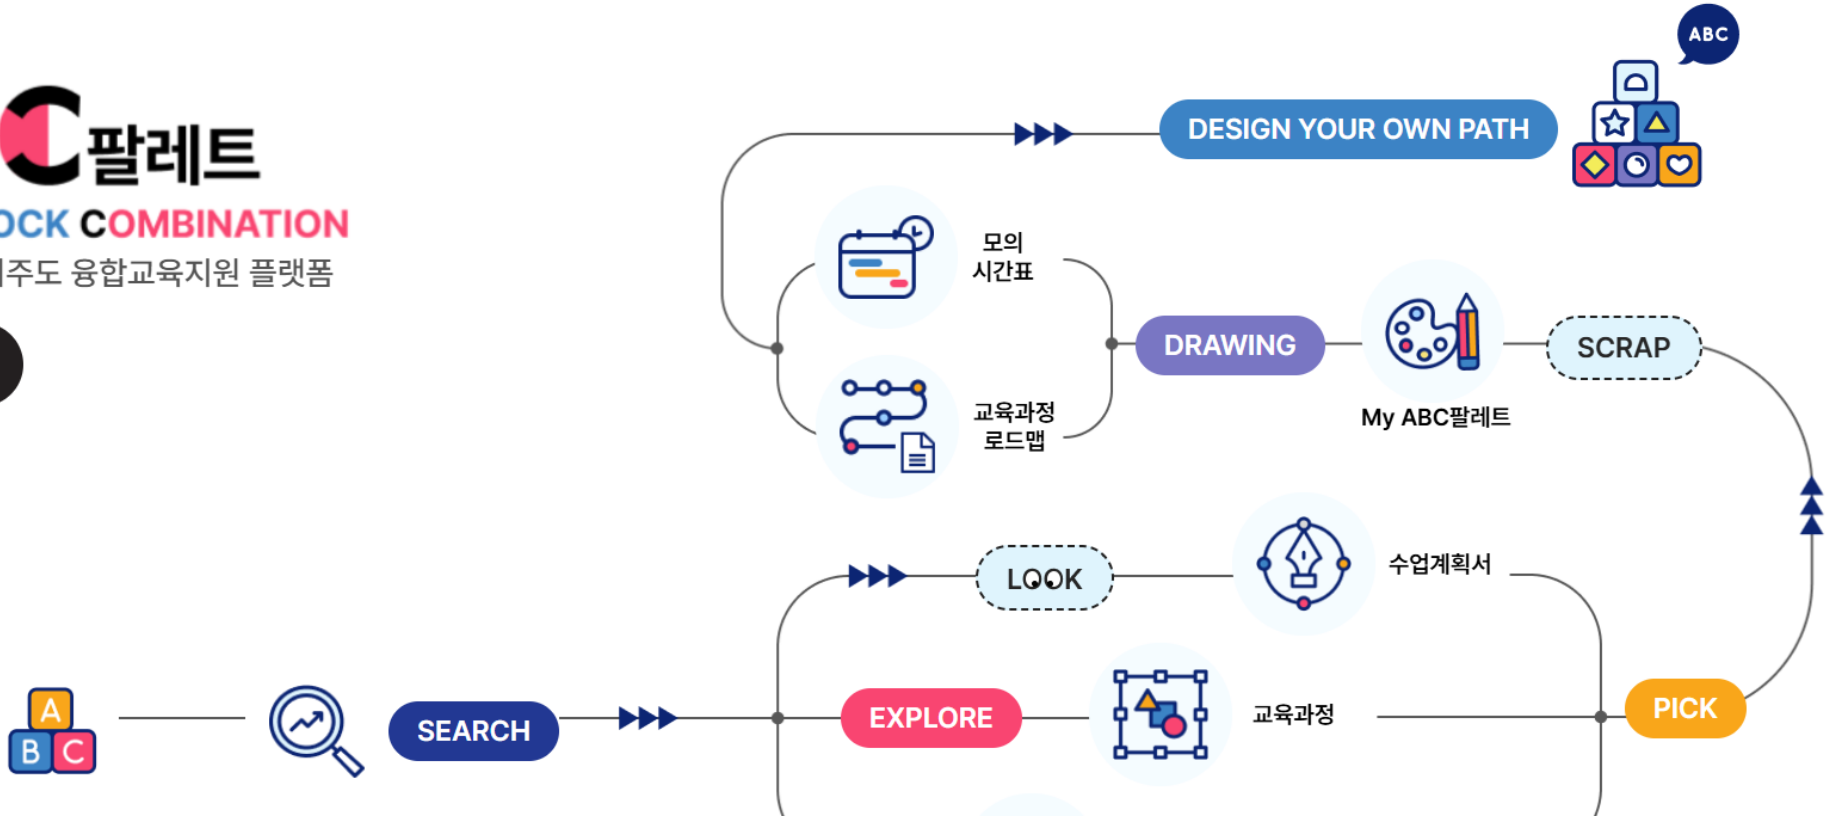 ABC
팔레트
OCK COMBINATION
주도 융합교육지원 플랫폼
DESIGN YOUR OWN PATH
모의
시간표
교육과정
로드맵
DRAWING
My ABC팔레트
SCRAP
LOOK
수업계획서
A
B C
SEARCH
EXPLORE
교육과정
PICK